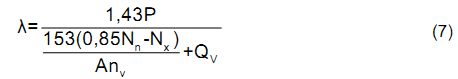 λ= 1,43P / (153(0,85Nₙ-Nₓ) / Anᵥ +Qᵥ) (7)